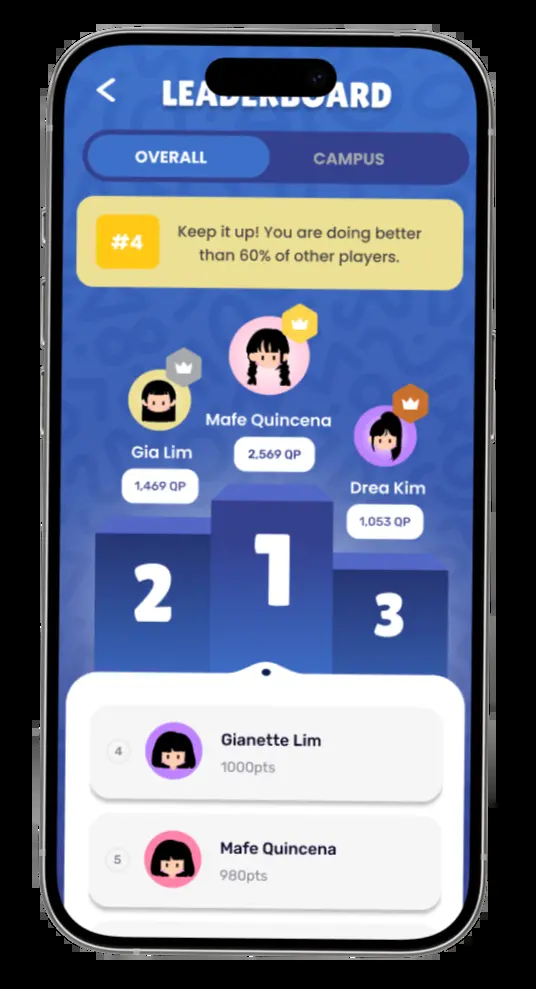 LEADERBOARD
OVERALL
CAMPUS
#4
Keep it up! You are doing better
than 60% of other players.
Mafe Quincena
2,569 QP
Gia Lim
1,469 QP
Drea Kim
1,053 QP
1
2
3
4
Gianette Lim
1000pts
5
Mafe Quincena
980pts